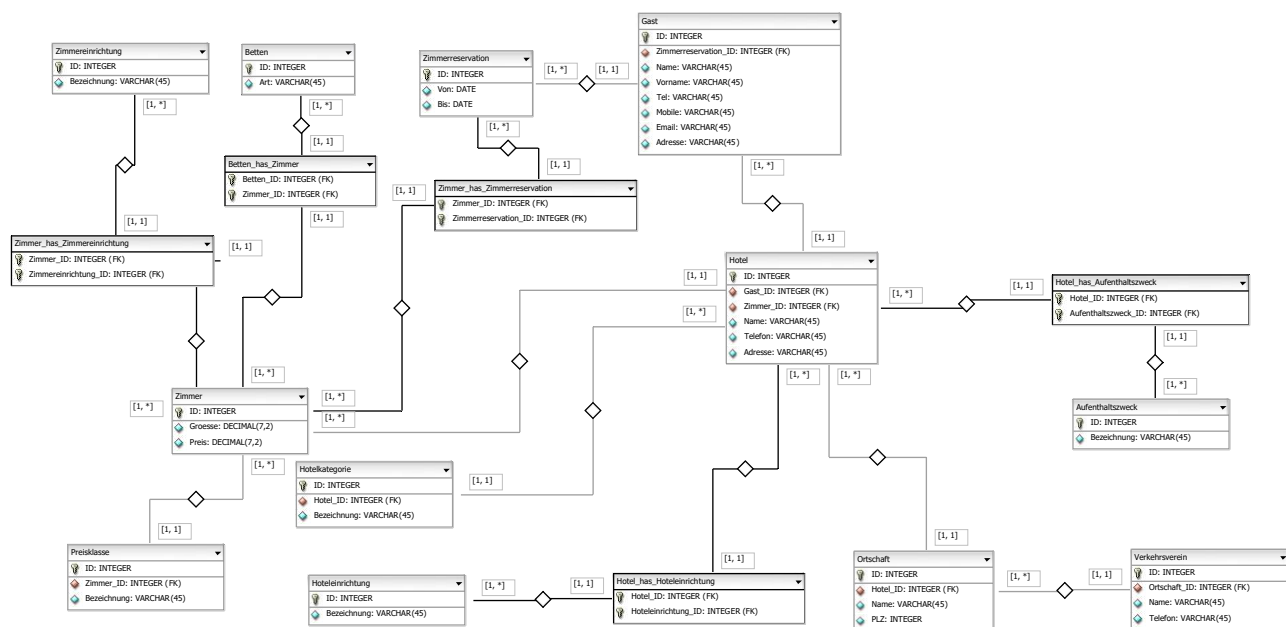 Zimmereinrichtung
ID: INTEGER
Bezeichnung: VARCHAR(45)
[1, *]
Betten
ID: INTEGER
Art: VARCHAR(45)
[1, *]
[1, 1]
Zimmerreservation
ID: INTEGER
Von: DATE
Bis: DATE
[1, *]
[1, 1]
[1, *]
[1, 1]
Gast
ID: INTEGER
Zimmerreservation_ID: INTEGER (FK)
Name: VARCHAR(45)
Vorname: VARCHAR(45)
Tel: VARCHAR(45)
Mobile: VARCHAR(45)
Email: VARCHAR(45)
Adresse: VARCHAR(45)
[1, *]
Betten_has_Zimmer
Betten_ID: INTEGER (FK)
Zimmer_ID: INTEGER (FK)
[1, 1]
[1, 1]
Zimmer_has_Zimmerreservation
Zimmer_ID: INTEGER (FK)
Zimmerreservation_ID: INTEGER (FK)
[1, 1]
Zimmer_has_Zimmereinrichtung
Zimmer_ID: INTEGER (FK)
Zimmereinrichtung_ID: INTEGER (FK)
[1, 1]
[1, 1]
Hotel
ID: INTEGER
Gast_ID: INTEGER (FK)
Zimmer_ID: INTEGER (FK)
Name: VARCHAR(45)
Telefon: VARCHAR(45)
Adresse: VARCHAR(45)
[1, 1]
[1, *]
[1, *]
[1, 1]
Hotel_has_Aufenthaltszweck
Hotel_ID: INTEGER (FK)
Aufenthaltszweck_ID: INTEGER (FK)
[1, 1]
[1, *]
Aufenthaltszweck
ID: INTEGER
Bezeichnung: VARCHAR(45)
[1, *]
[1, *]
[1, *]
Zimmer
ID: INTEGER
Groesse: DECIMAL(7,2)
Preis: DECIMAL(7,2)
[1, *]
[1, *]
[1, *]
[1, *]
[1, *]
Hotelkategorie
ID: INTEGER
Hotel_ID: INTEGER (FK)
Bezeichnung: VARCHAR(45)
[1, 1]
[1, 1]
Preisklasse
ID: INTEGER
Zimmer_ID: INTEGER (FK)
Bezeichnung: VARCHAR(45)
Hoteleinrichtung
ID: INTEGER
Bezeichnung: VARCHAR(45)
[1, *]
[1, 1]
[1, 1]
Hotel_has_Hoteleinrichtung
Hotel_ID: INTEGER (FK)
Hoteleinrichtung_ID: INTEGER (FK)
[1, 1]
Ortschaft
ID: INTEGER
Hotel_ID: INTEGER (FK)
Name: VARCHAR(45)
PLZ: INTEGER
[1, *]
[1, 1]
Verkehrsverein
ID: INTEGER
Ortschaft_ID: INTEGER (FK)
Name: VARCHAR(45)
Telefon: VARCHAR(45)